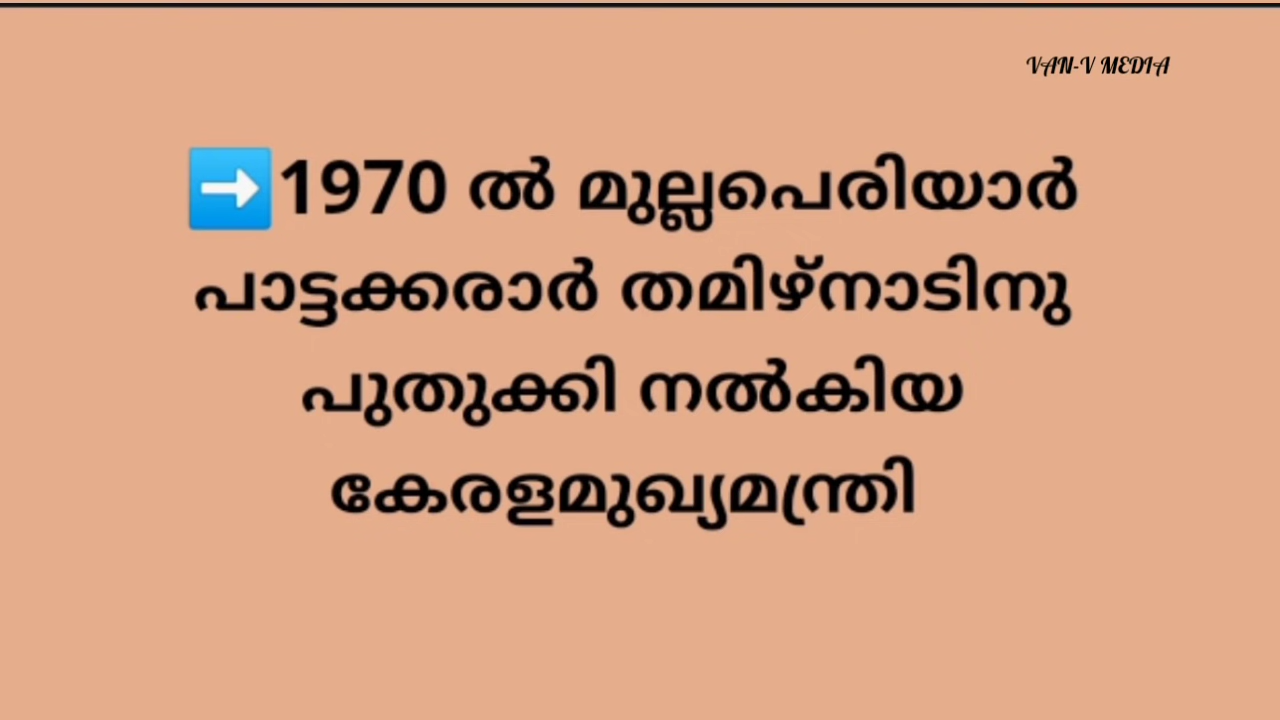 VAN-V MEDIA
➡️1970 ൽ മുല്ലപെരിയാർ
പാട്ടക്കരാർ തമിഴ്നാടിനു
പുതുക്കി നൽകിയ
കേരളമുഖ്യമന്ത്രി